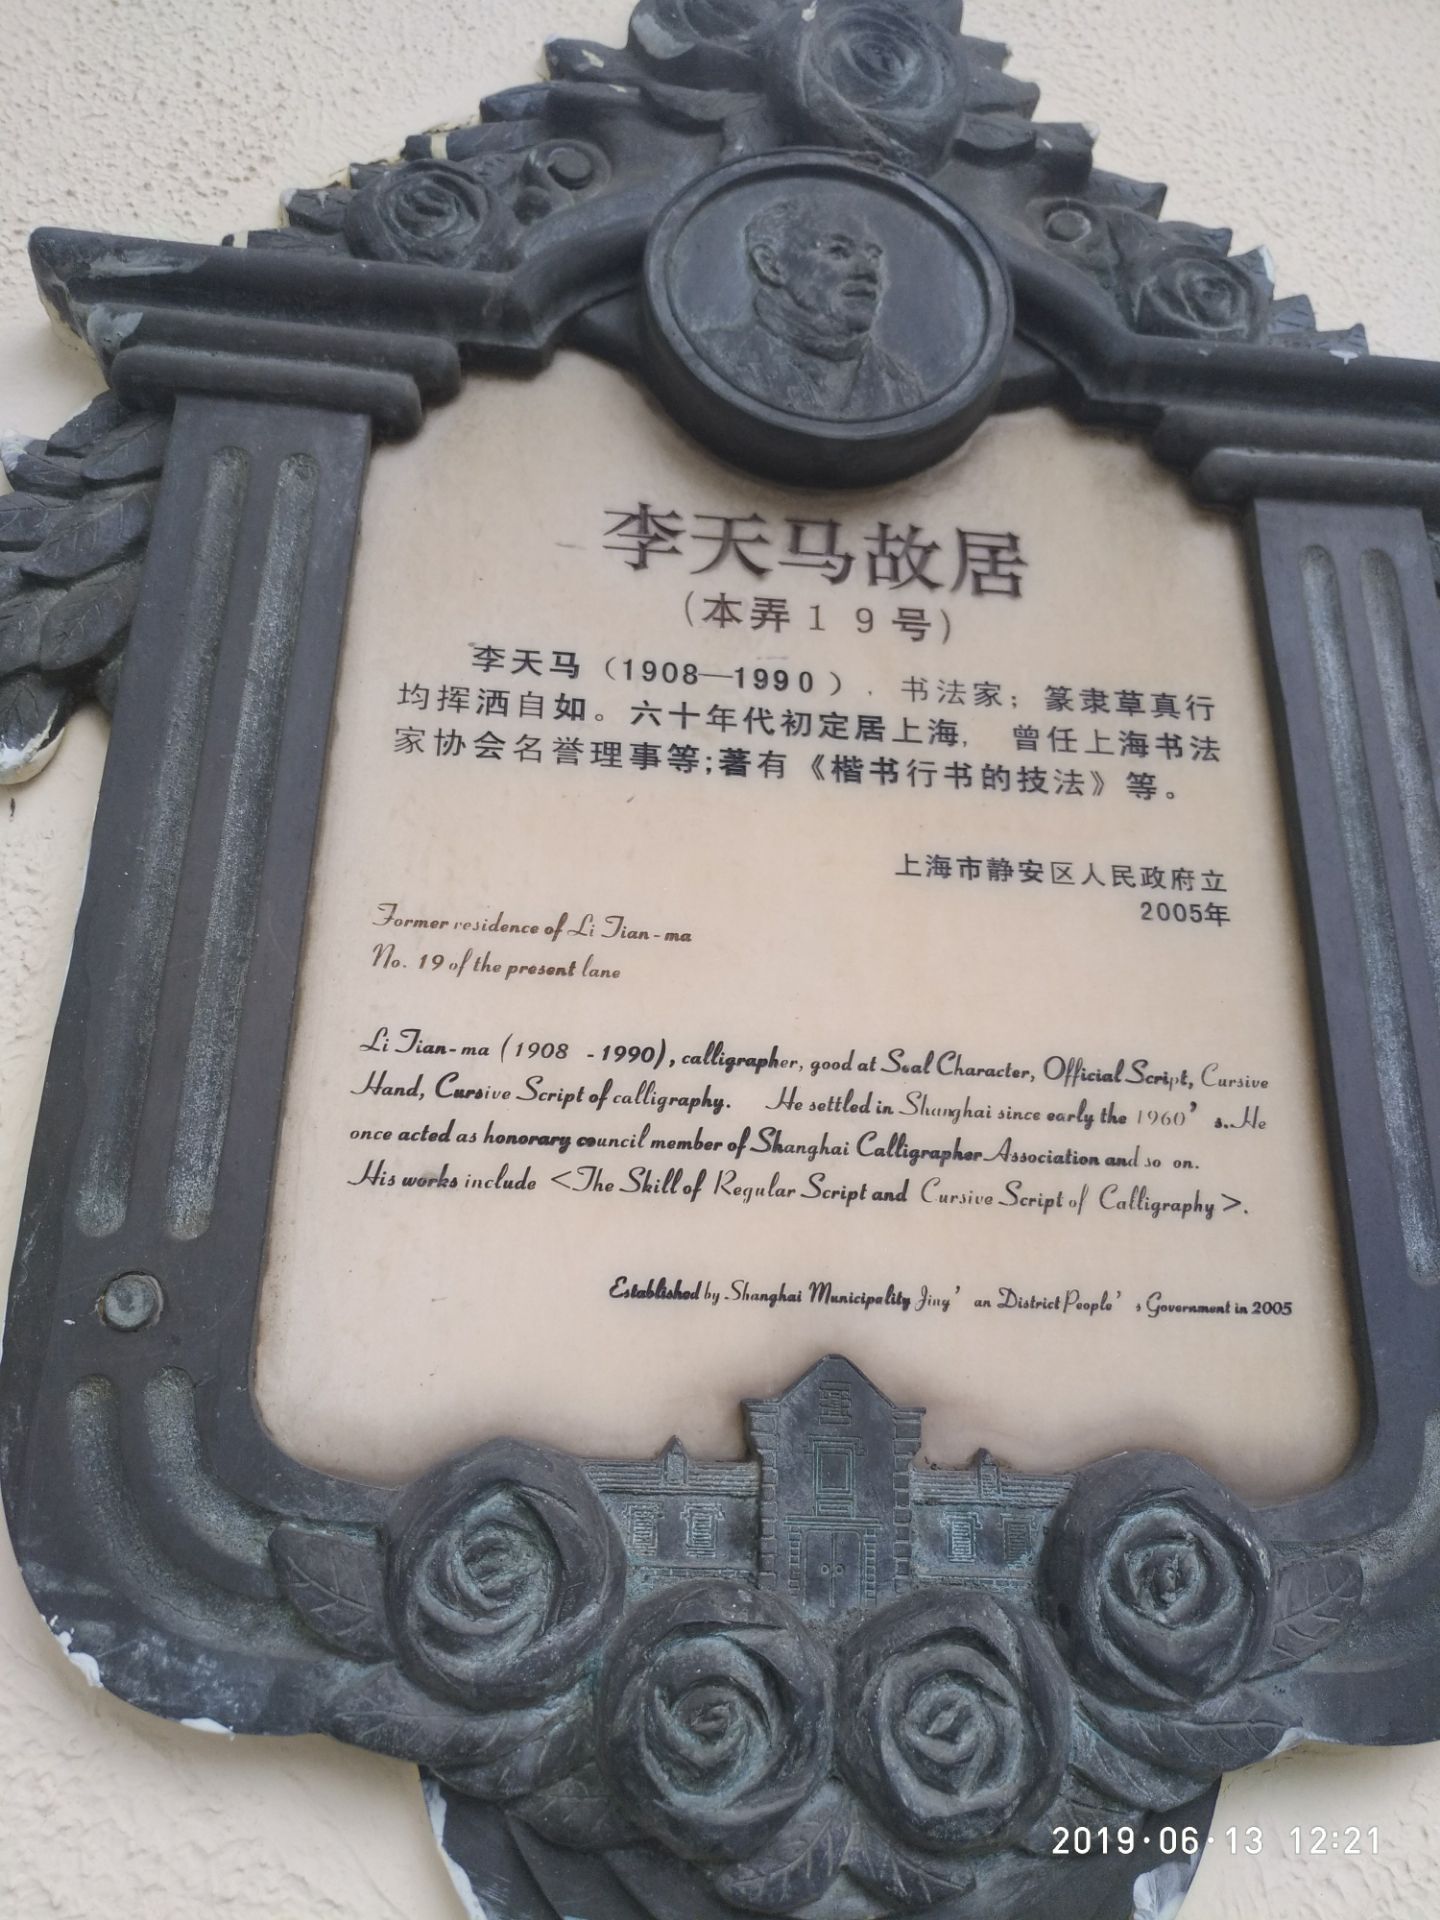 李天马故居
(本弄19号)
李天马（1908—1990），书法家；篆隶草真行
均挥洒自如。六十年代初定居上海，曾任上海书法
家协会名誉理事等;著有《楷书行书的技法》等。
上海市静安区人民政府立
2005年
Former residence of Li Tian-ma
No. 19 of the present lane
Li Tian-ma (1908 - 1990), calligrapher, good at Seal Character, Official Script, Cursive
Hand, Cursive Script of calligraphy. He settled in Shanghai since early the 1960's..He
once acted as honorary council member of Shanghai Calligrapher Association and so on.
His works include <The Skill of Regular Script and Cursive Script of Calligraphy>.
Established by Shanghai Municipality Jing'an District People's Government in 2005
2019·06·13 12:21